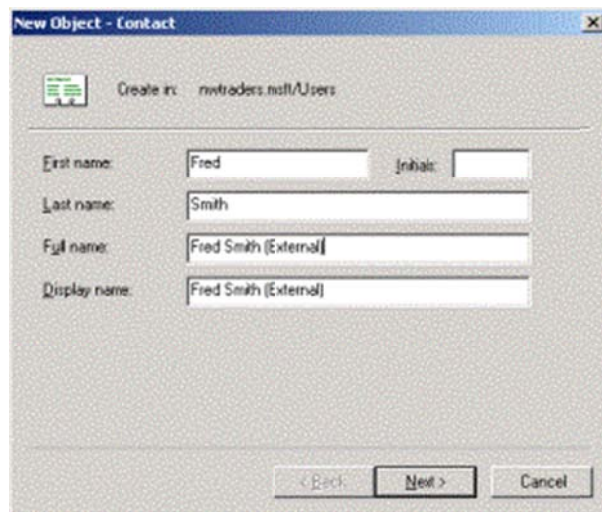 New Object - Contact
Create in: nwtraders.msft/Users
First name: Fred Initials:
Last name: Smith
Full name: Fred Smith (External)
Display name: Fred Smith (External)
< Back Next > Cancel